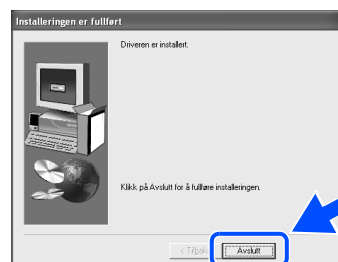 Installeringen er fullført
Driveren er installert.
Klikk på Avslutt for å fullføre installeringen.
< Tilbake
Avslutt